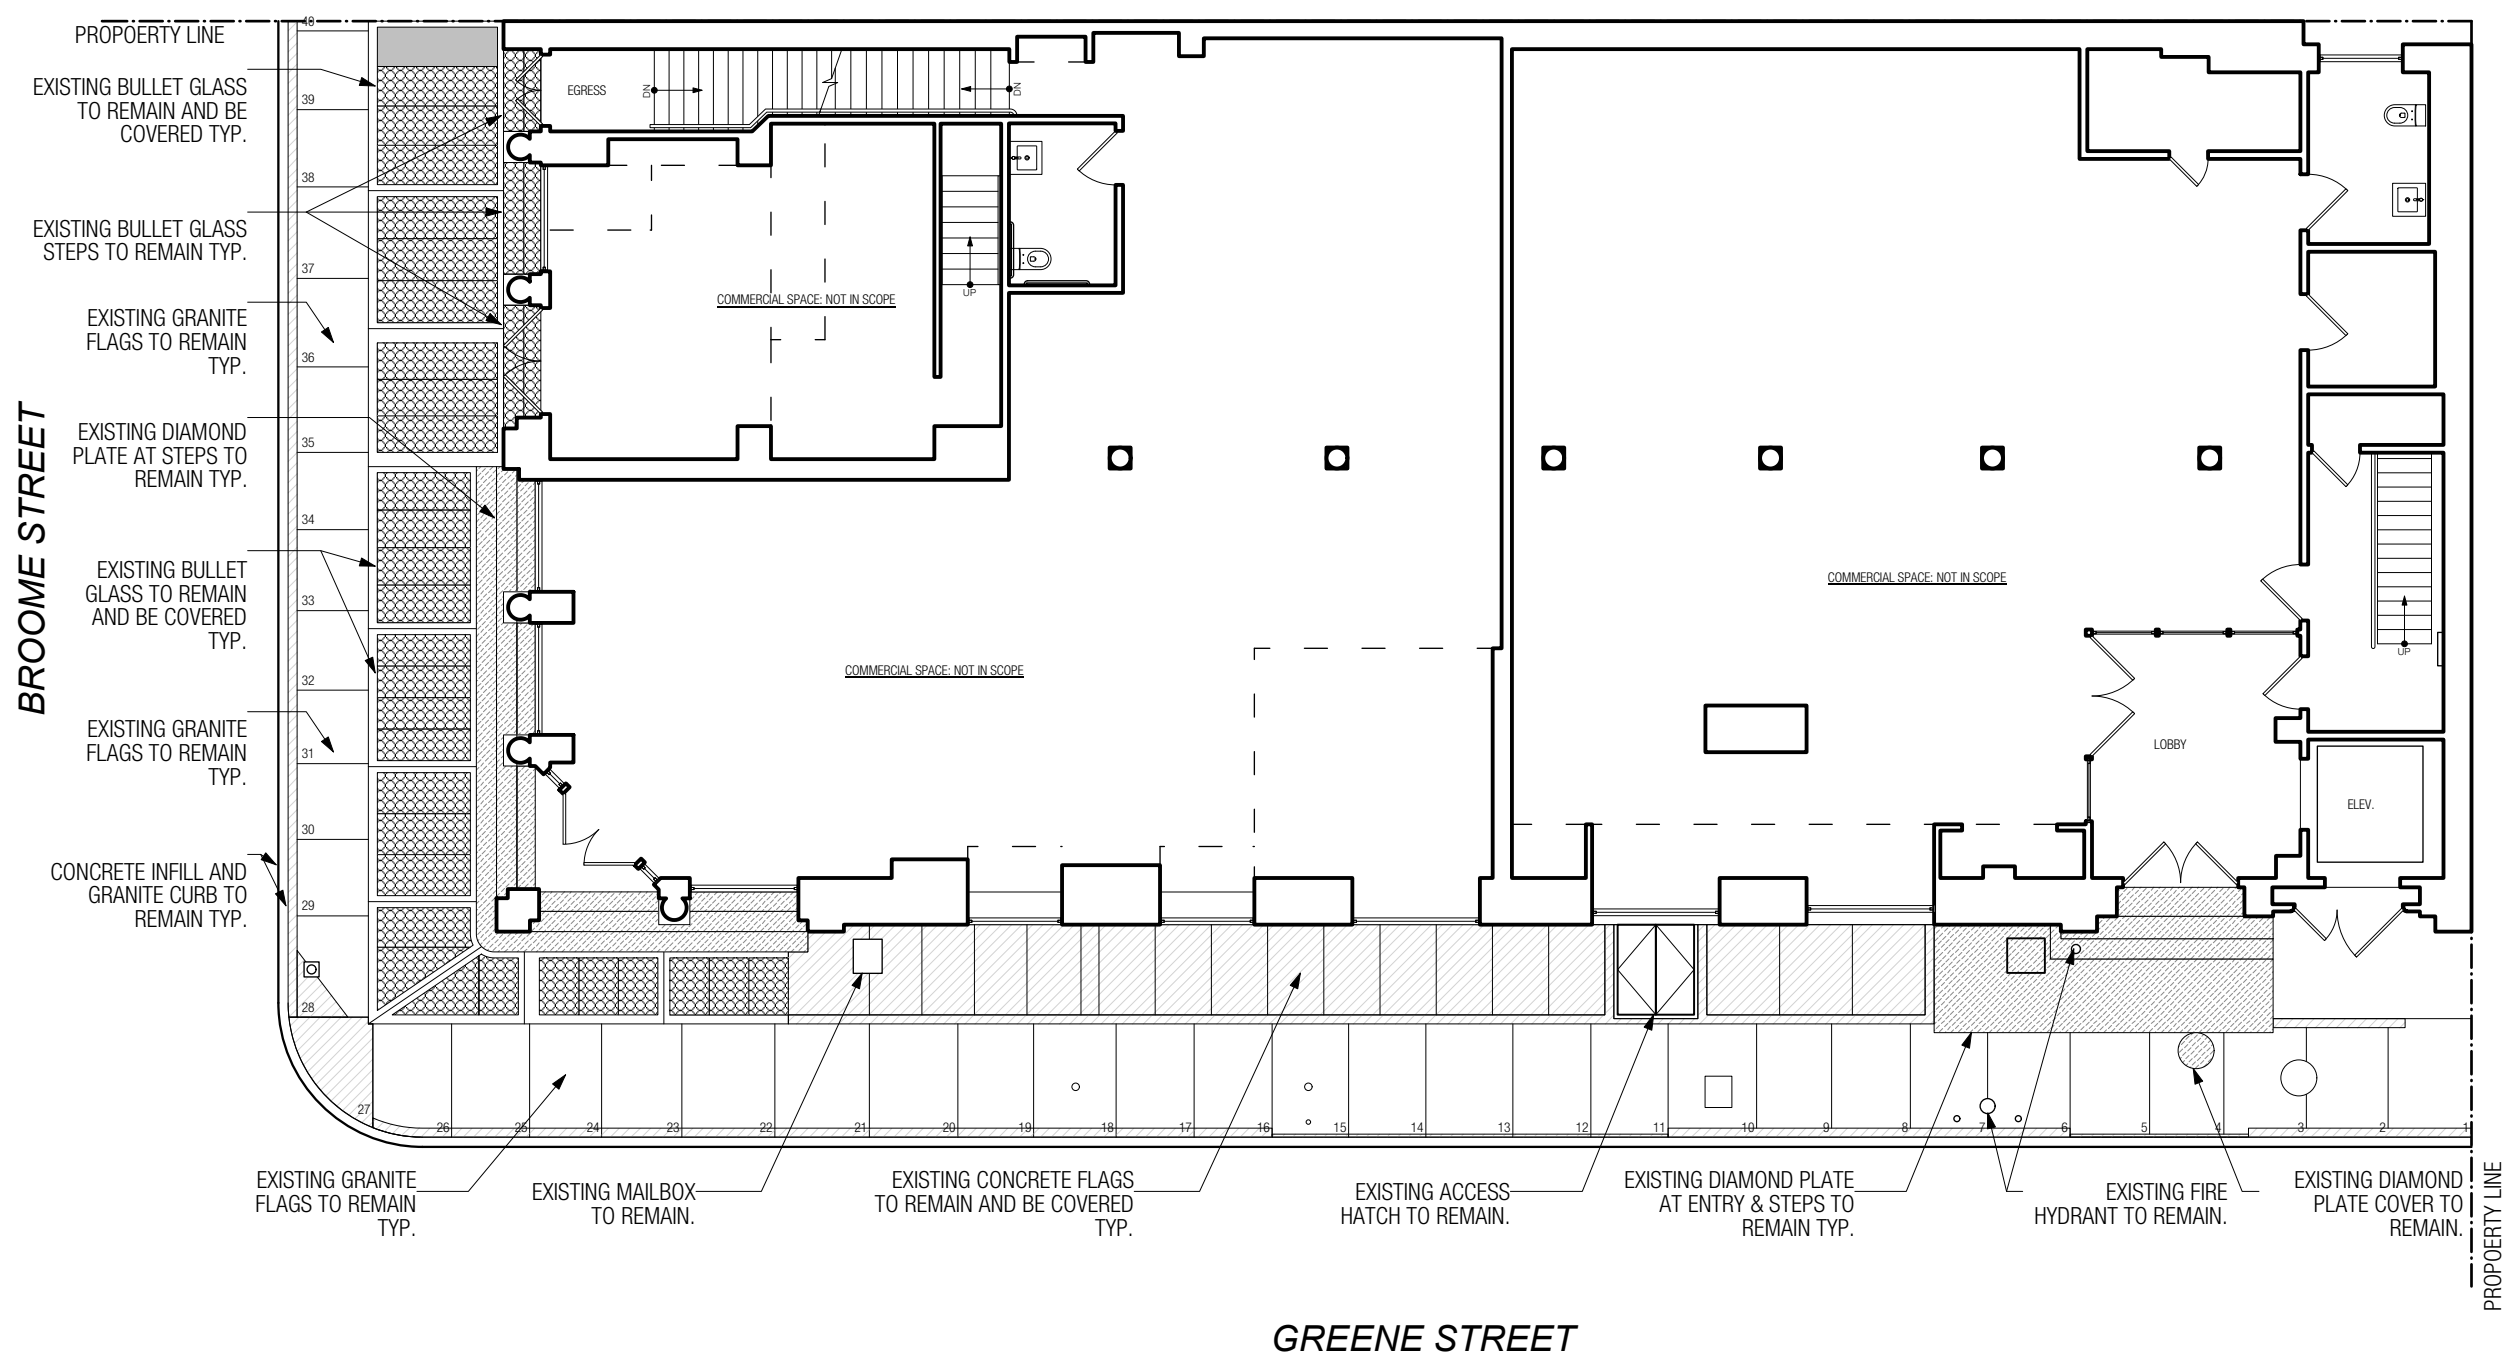 PROPOERTY LINE
EXISTING BULLET GLASS
TO REMAIN AND BE
COVERED TYP.
EXISTING BULLET GLASS
STEPS TO REMAIN TYP.
EXISTING GRANITE
FLAGS TO REMAIN
TYP.
EXISTING DIAMOND
PLATE AT STEPS TO
REMAIN TYP.
EXISTING BULLET
GLASS TO REMAIN
AND BE COVERED
TYP.
EXISTING GRANITE
FLAGS TO REMAIN
TYP.
CONCRETE INFILL AND
GRANITE CURB TO
REMAIN TYP.
BROOME STREET
40
39
38
37
36
35
34
33
32
31
30
29
28
27
26
25
24
23
22
21
20
19
18
17
16
15
14
13
12
11
10
9
8
7
6
5
4
3
2
1
EGRESS
DN
DN
UP
COMMERCIAL SPACE: NOT IN SCOPE
COMMERCIAL SPACE: NOT IN SCOPE
COMMERCIAL SPACE: NOT IN SCOPE
UP
LOBBY
ELEV.
EXISTING GRANITE
FLAGS TO REMAIN
TYP.
EXISTING MAILBOX
TO REMAIN.
EXISTING CONCRETE FLAGS
TO REMAIN AND BE COVERED
TYP.
EXISTING ACCESS
HATCH TO REMAIN.
EXISTING DIAMOND PLATE
AT ENTRY & STEPS TO
REMAIN TYP.
EXISTING FIRE
HYDRANT TO REMAIN.
EXISTING DIAMOND
PLATE COVER TO
REMAIN.
PROPOERTY LINE
GREENE STREET